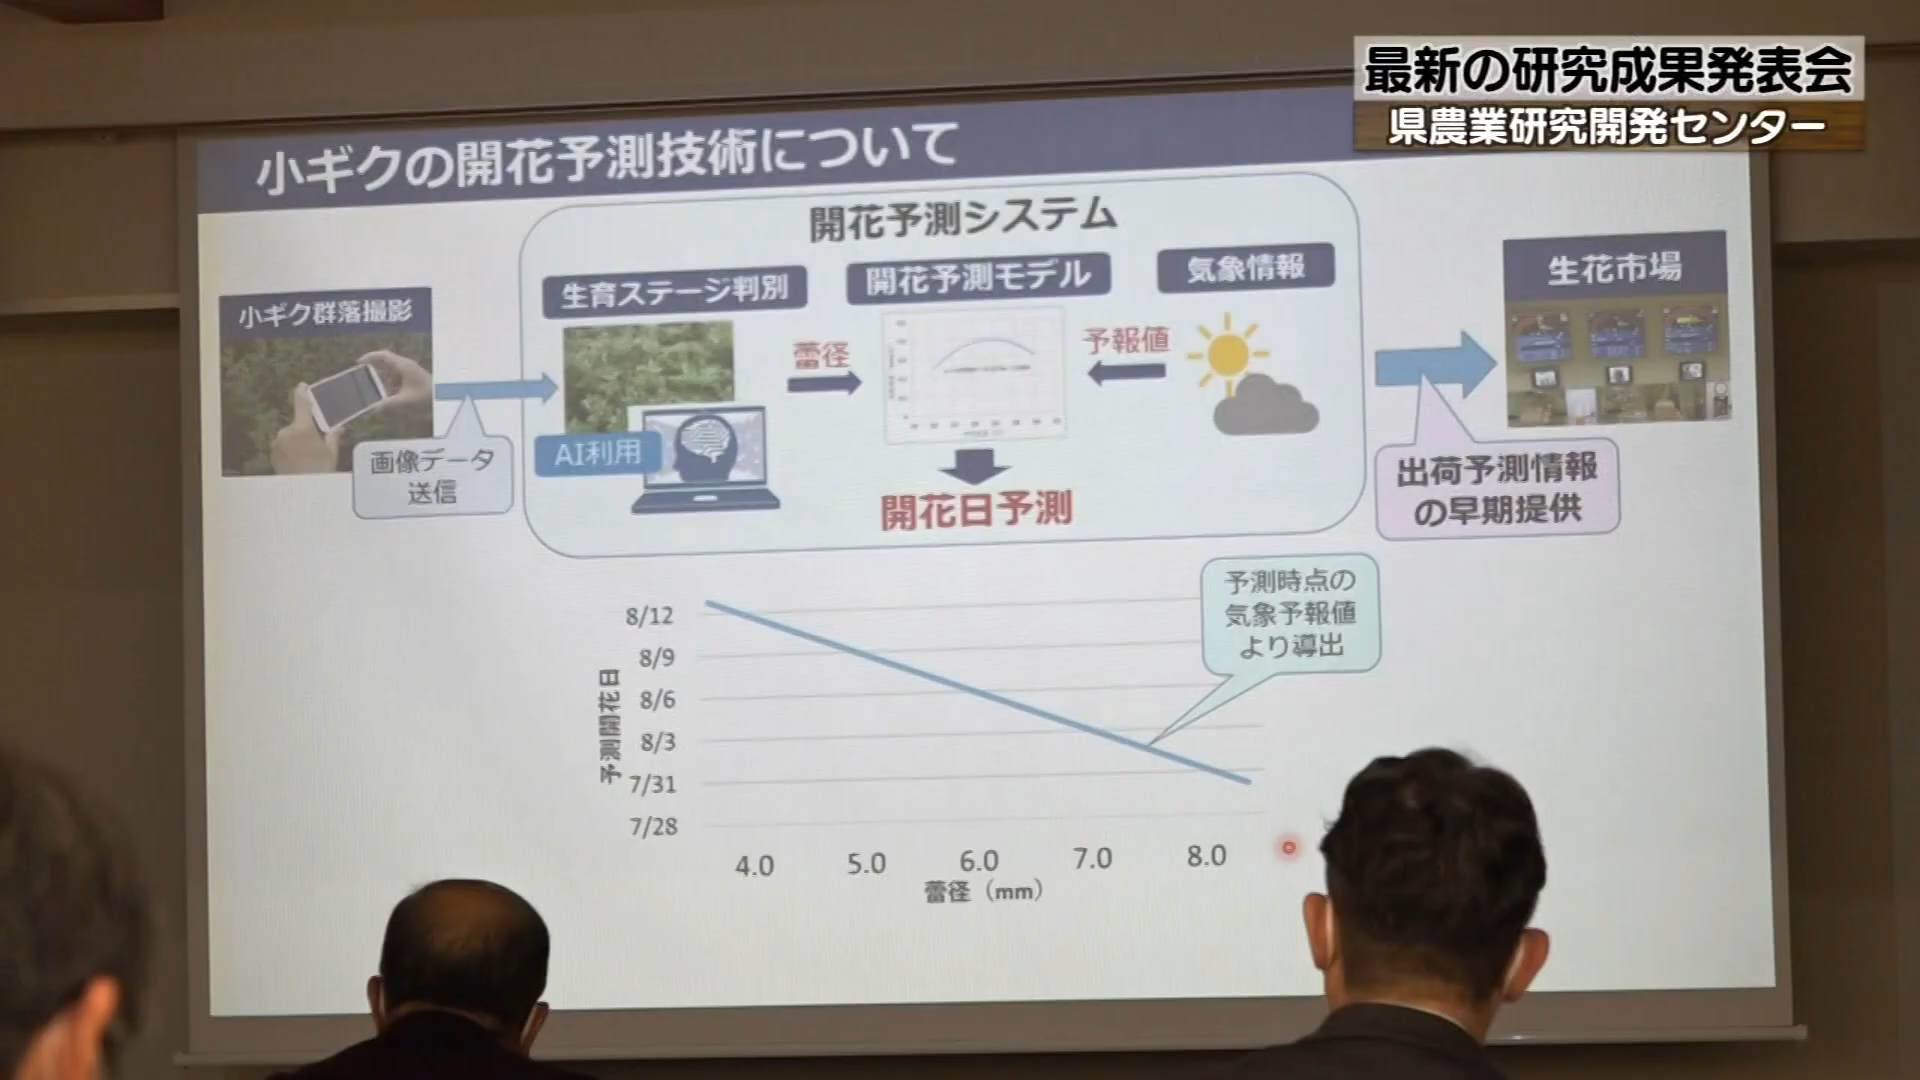 最新の研究成果発表会
県農業研究開発センター
小ギクの開花予測技術について
開花予測システム
小ギク群落撮影
生育ステージ判別
開花予測モデル
気象情報
生花市場
蕾径
予報値
AI利用
画像データ
送信
開花日予測
出荷予測情報
の早期提供
予測時点の
気象予報値
より導出
予測開花日
8/12
8/9
8/6
8/3
7/31
7/28
4.0 5.0 6.0 7.0 8.0
蕾径（mm）